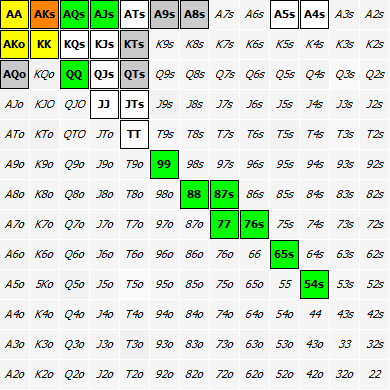 AA AKs AQs AJs ATs A9s A8s A7s A6s A5s A4s A3s A2s
AKo KK KQs KJs KTs K9s K8s K7s K6s K5s K4s K3s K2s
AQo KQo QQ QJs QTs Q9s Q8s Q7s Q6s Q5s Q4s Q3s Q2s
AJo KJO QJO JJ JTs J9s J8s J7s J6s J5s J4s J3s J2s
ATo KTo QTO JTo TT T9s T8s T7s T6s T5s T4s T3s T2s
A9o K9o Q9o J9o T9o 99 98s 97s 96s 95s 94s 93s 92s
A8o K8o Q8o J8o T8o 98o 88 87s 86s 85s 84s 83s 82s
A7o K7o Q7o J7o T7o 97o 87o 77 76s 75s 74s 73s 72s
A6o K6o Q6o J6o T6o 96o 86o 76o 66 65s 64s 63s 62s
A5o 5Ko Q5o J5o T5o 95o 85o 75o 65o 55 54s 53s 52s
A4o K4o Q4o J4o T4o 94o 84o 74o 64o 54o 44 43s 42s
A3o K3o Q3o J3o T3o 93o 83o 73o 63o 53o 43o 33 32s
A2o K2o Q2o J2o T2o 92o 82o 72o 62o 52o 42o 32o 22